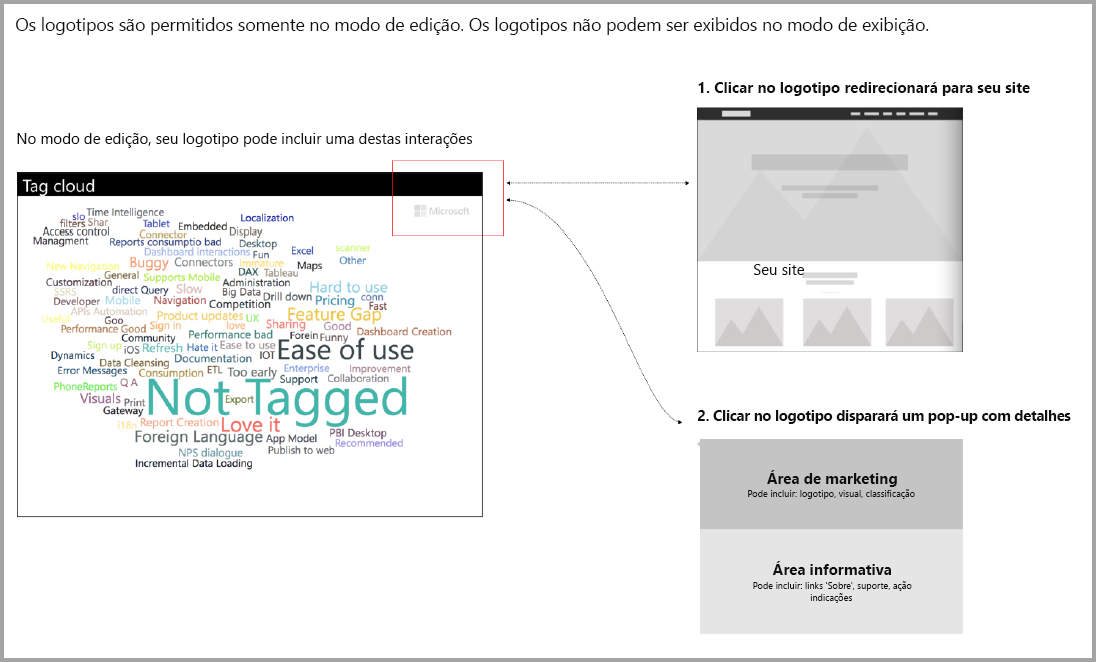 Os logotipos são permitidos somente no modo de edição. Os logotipos não podem ser exibidos no modo de exibição.
No modo de edição, seu logotipo pode incluir uma destas interações
Tag cloud
Microsoft
slo Time Intelligence
filters Shar Tablet Embedded Localization
Access control Connector Display
Managment Reports consumptio bad Desktop
Dashboard interactions Fun Excel scanner
New Navigation Buggy Connectors Immature Maps Other
General Supports Mobile DAX Tableau
Customization Administration
SSRS direct Query Slow Big Data Drill down Hard to use
Developer Mobile Navigation Competition Pricing conn
APIs Automation Fast
Useful Goo Product updates UX Feature Gap
Performance Good Sign in love Sharing Good Dashboard Creation
Community Performance bad Forein Funny
Sign up iOS Refresh Hate it Ease to use Ease of use
Dynamics Data Cleansing Documentation IOT
Error Messages Consumption ETL Too early Enterprise Improvement
Support Collaboration
PhoneReports Q A Not Tagged
Visuals Print Export
Gateway
i18n Report Creation Love it
Foreign Language App Model PBI Desktop
Recommended
NPS dialogue Publish to web
Incremental Data Loading
1. Clicar no logotipo redirecionará para seu site
Seu site
2. Clicar no logotipo disparará um pop-up com detalhes
Área de marketing
Pode incluir: logotipo, visual, classificação
Área informativa
Pode incluir: links 'Sobre', suporte, ação
indicações